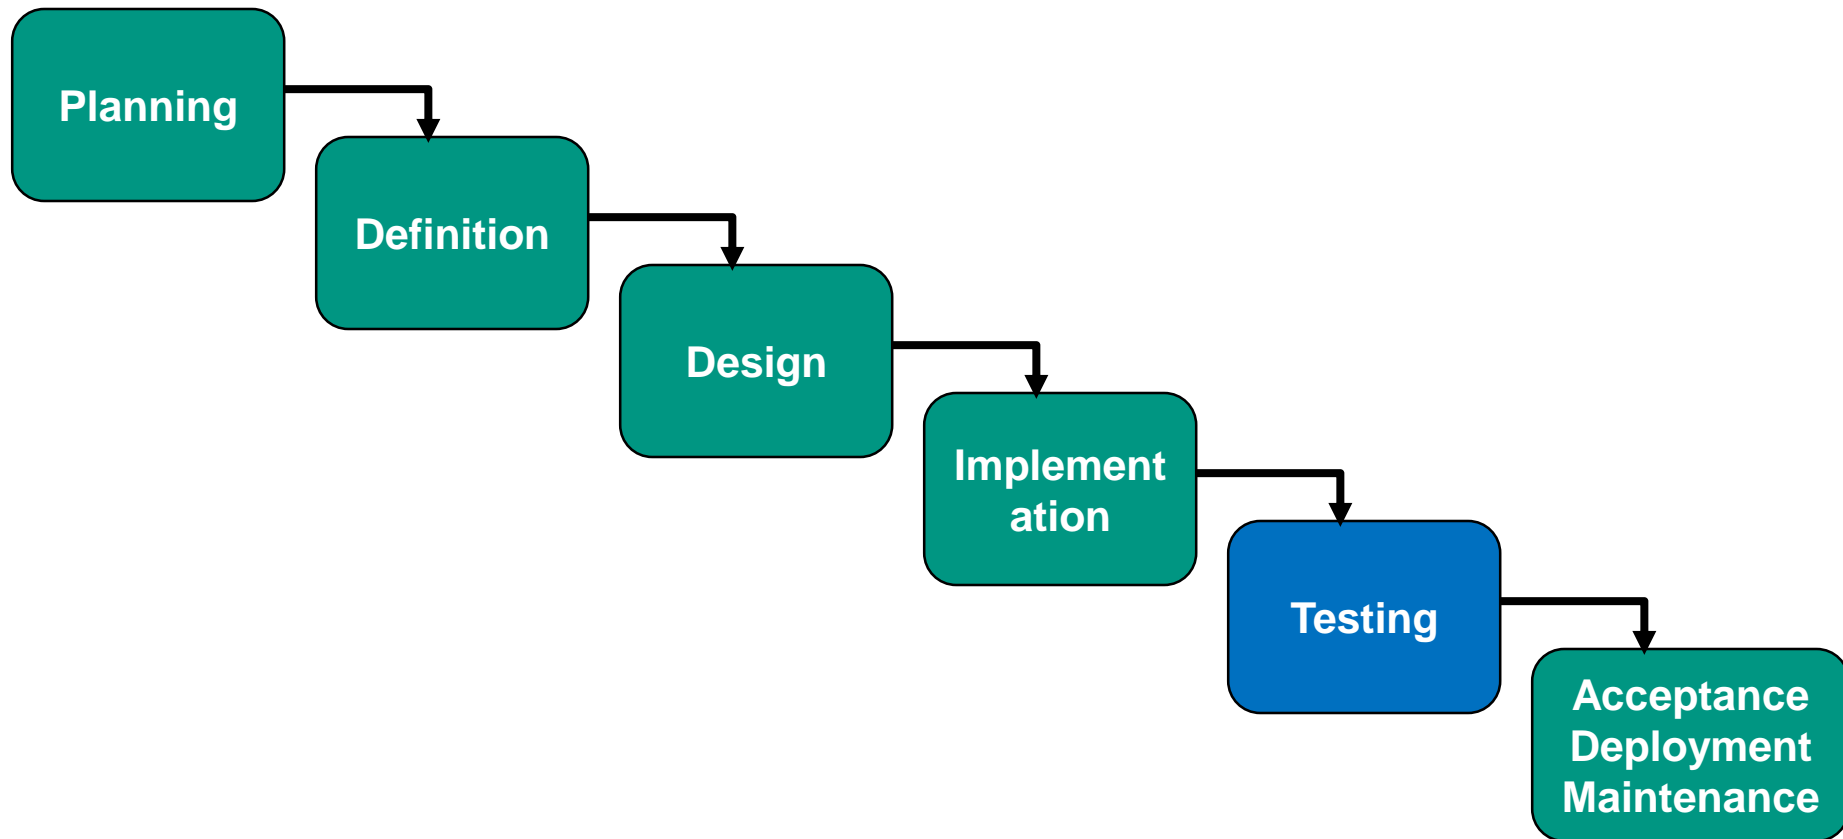 Planning
Definition
Design
Implement
ation
Testing
Acceptance
Deployment
Maintenance